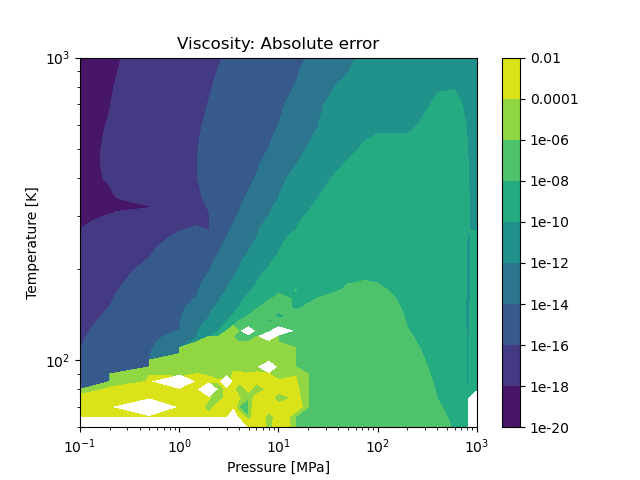 Viscosity: Absolute error
10³
10²
Temperature [K]
10⁻¹
10⁰
10¹
10²
10³
Pressure [MPa]
0.01
0.0001
1e-06
1e-08
1e-10
1e-12
1e-14
1e-16
1e-18
1e-20